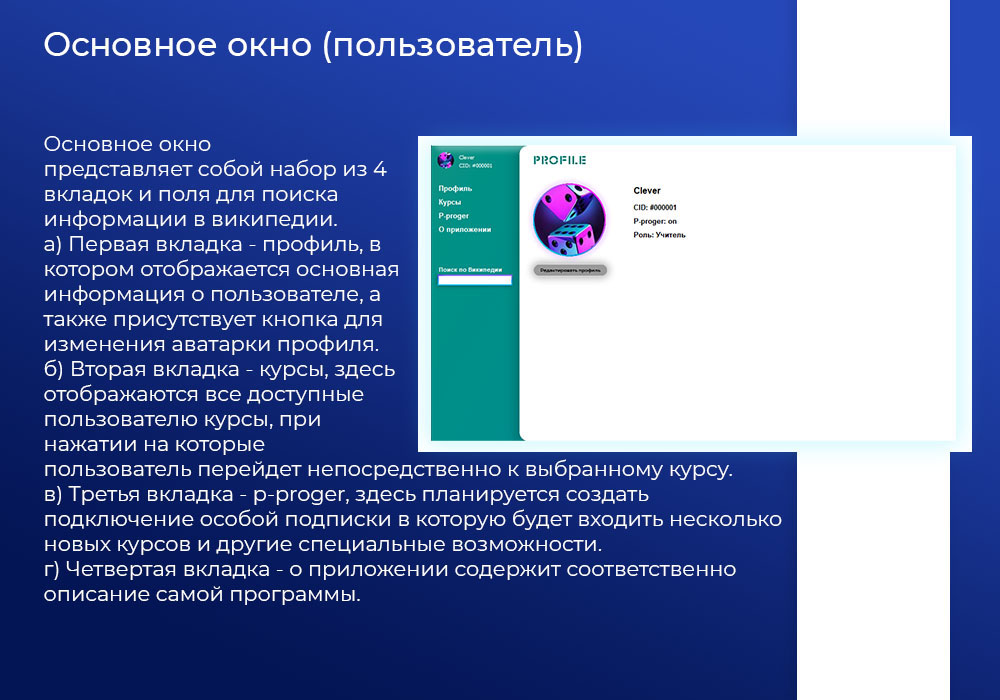 Основное окно (пользователь)
Основное окно
представляет собой набор из 4
вкладок и поля для поиска
информации в википедии.
а) Первая вкладка - профиль, в
котором отображается основная
информация о пользователе, а
также присутствует кнопка для
изменения аватарки профиля.
б) Вторая вкладка - курсы, здесь
отображаются все доступные
пользователю курсы, при
нажатии на которые
пользователь перейдет непосредственно к выбранному курсу.
в) Третья вкладка - p-proger, здесь планируется создать
подключение особой подписки в которую будет входить несколько
новых курсов и другие специальные возможности.
г) Четвертая вкладка - о приложении содержит соответственно
описание самой программы.
Clever
CID: #000001
Профиль
Курсы
P-proger
О приложении
Поиск по Википедии
PROFILE
Clever
CID: #000001
P-proger: on
Роль: Учитель
Редактировать профиль